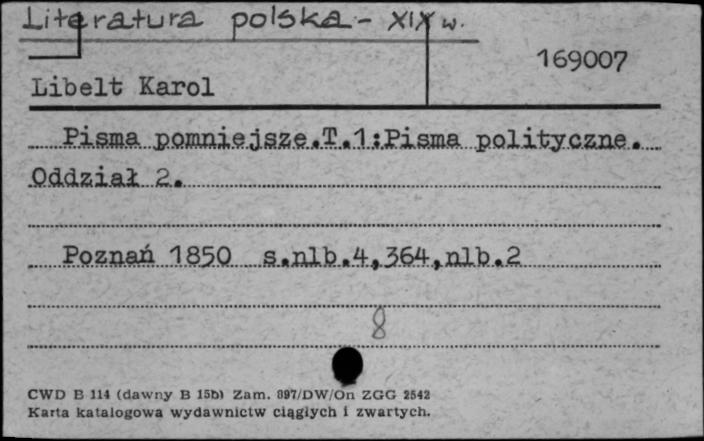 Literatura polska - XIX w.
169007
Libelt Karol
Pisma pomniejsze.T.1:Pisma polityczne.
Oddział 2.
Poznań 1850 s.nlb.4,364,nlb.2
8
CWD B 114 (dawny B 15b) Zam. 897/DW/On ZGG 2542
Karta katalogowa wydawnictw ciągłych i zwartych.